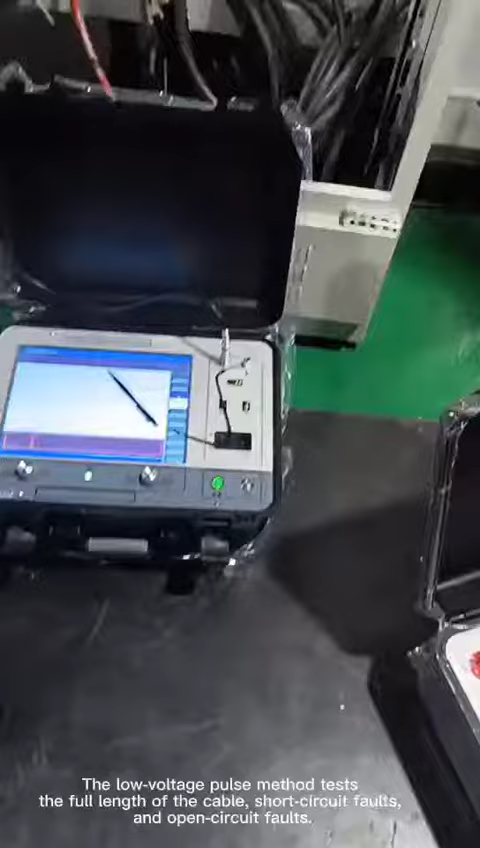 The low-voltage pulse method tests
the full length of the cable, short-circuit faults,
and open-circuit faults.